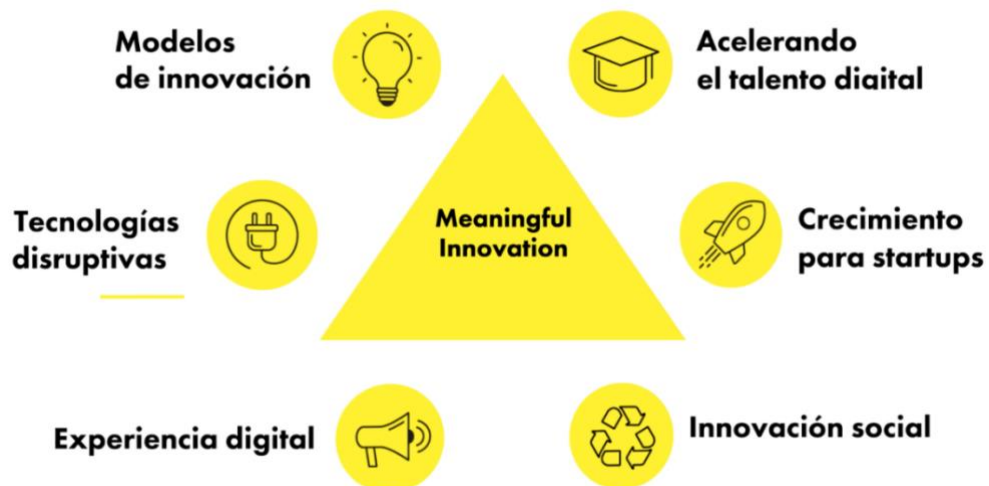 Modelos
de innovación
Acelerando
el talento diaital
Tecnologías
disruptivas
Meaningful
Innovation
Crecimiento
para startups
Experiencia digital
Innovación social